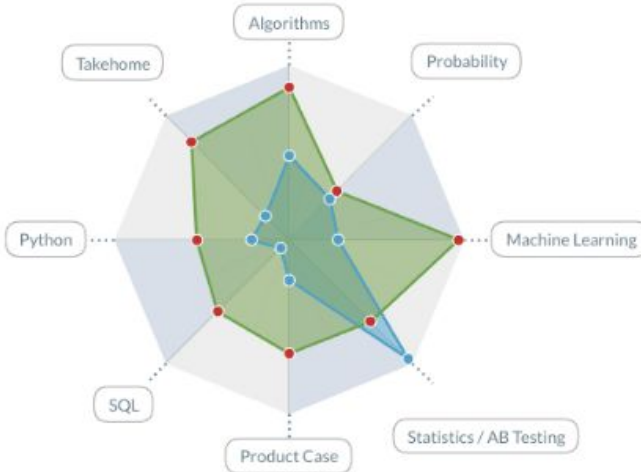 Algorithms
Takehome
Probability
Python
Machine Learning
SQL
Statistics / AB Testing
Product Case